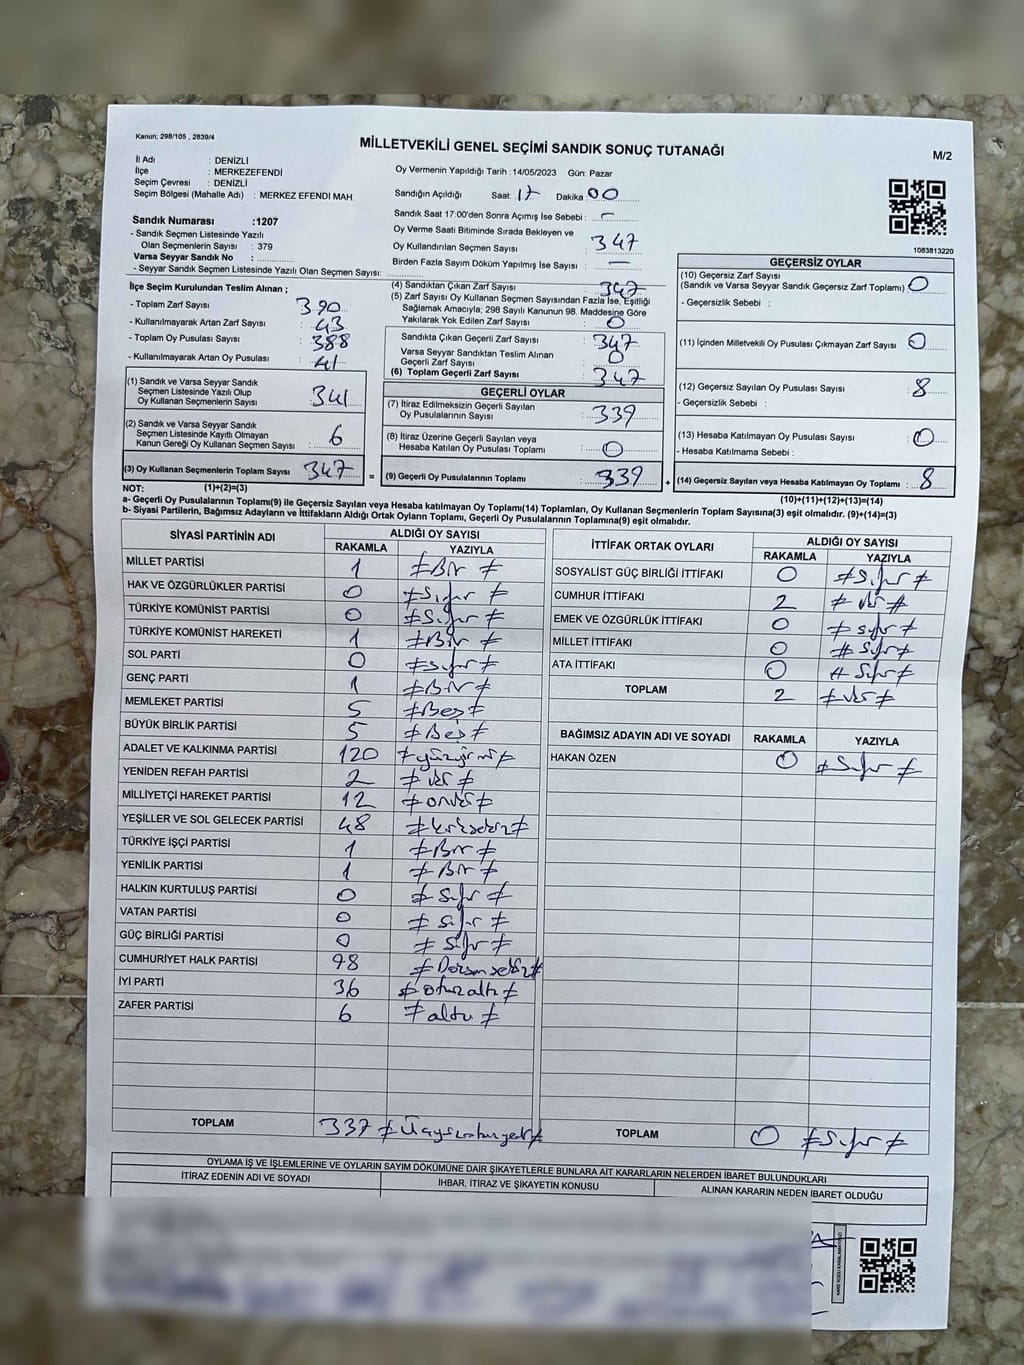 Kanun; 298/105 , 2839/4
MİLLETVEKİLİ GENEL SEÇİMİ SANDIK SONUÇ TUTANAĞI
M/2
İl Adı : DENİZLİ
İlçe : MERKEZEFENDİ
Seçim Çevresi : DENİZLİ
Seçim Bölgesi (Mahalle Adı) : MERKEZ EFENDİ MAH.
Oy Vermenin Yapıldığı Tarih :14/05/2023 Gün: Pazar
Sandığın Açıldığı Saat: 17 Dakika: 00
Sandık Saat 17:00'den Sonra Açımış İse Sebebi : -
Oy Verme Saati Bitiminde Sırada Bekleyen ve
Oy Kullandırılan Seçmen Sayısı : 347
Birden Fazla Sayım Döküm Yapılmış İse Sayısı : -
1083813220
Sandık Numarası :1207
- Sandık Seçmen Listesinde Yazılı
Olan Seçmenlerin Sayısı : 379
Varsa Seyyar Sandık No :
- Seyyar Sandık Seçmen Listesinde Yazılı Olan Seçmen Sayısı:
İlçe Seçim Kurulundan Teslim Alınan ;
- Toplam Zarf Sayısı : 390
- Kullanılmayarak Artan Zarf Sayısı : 43
- Toplam Oy Pusulası Sayısı : 388
- Kullanılmayarak Artan Oy Pusulası : 41
(1) Sandık ve Varsa Seyyar Sandık
Seçmen Listesinde Yazılı Olup
Oy Kullanan Seçmenlerin Sayısı : 341
(2) Sandık ve Varsa Seyyar Sandık
Seçmen Listesinde Kayıtlı Olmayan
Kanun Gereği Oy Kullanan Seçmen Sayısı : 6
(3) Oy Kullanan Seçmenlerin Toplam Sayısı : 347 =
(4) Sandıktan Çıkan Zarf Sayısı : 347
(5) Zarf Sayısı Oy Kullanan Seçmen Sayısından Fazla İse, Eşitliği
Sağlamak Amacıyla; 298 Sayılı Kanunun 98. Maddesine Göre
Yakılarak Yok Edilen Zarf Sayısı : 0
Sandıkta Çıkan Geçerli Zarf Sayısı : 347
Varsa Seyyar Sandıktan Teslim Alınan
Geçerli Zarf Sayısı : 0
(6) Toplam Geçerli Zarf Sayısı : 347
GEÇERLİ OYLAR
(7) İtiraz Edilmeksizin Geçerli Sayılan
Oy Pusulalarının Sayısı : 339
(8) İtiraz Üzerine Geçerli Sayılan veya
Hesaba Katılan Oy Pusulası Toplamı : 0
(9) Geçerli Oy Pusulalarının Toplamı : 339 +
GEÇERSİZ OYLAR
(10) Geçersiz Zarf Sayısı
(Sandık ve Varsa Seyyar Sandık Geçersiz Zarf Toplamı) : 0
- Geçersizlik Sebebi :
(11) İçinden Milletvekili Oy Pusulası Çıkmayan Zarf Sayısı : 0
(12) Geçersiz Sayılan Oy Pusulası Sayısı : 8
- Geçersizlik Sebebi :
(13) Hesaba Katılmayan Oy Pusulası Sayısı : 0
- Hesaba Katılmama Sebebi :
(14) Geçersiz Sayılan veya Hesaba Katılmayan Oy Toplamı : 8
NOT: (1)+(2)=(3)
(10)+(11)+(12)+(13)=(14)
a- Geçerli Oy Pusulalarının Toplamı(9) ile Geçersiz Sayılan veya Hesaba katılmayan Oy Toplamı(14) Toplamları, Oy Kullanan Seçmenlerin Toplam Sayısına(3) eşit olmalıdır. (9)+(14)=(3)
b- Siyasi Partilerin, Bağımsız Adayların ve İttifakların Aldığı Ortak Oyların Toplamı, Geçerli Oy Pusulalarının Toplamına(9) eşit olmalıdır.
SİYASİ PARTİNİN ADI ALDIĞI OY SAYISI
RAKAMLA YAZIYLA
MİLLET PARTİSİ 1 ≠ Bir ≠
HAK VE ÖZGÜRLÜKLER PARTİSİ 0 ≠ Sıfır ≠
TÜRKİYE KOMÜNİST PARTİSİ 0 ≠ Sıfır ≠
TÜRKİYE KOMÜNİST HAREKETİ 1 ≠ Bir ≠
SOL PARTİ 0 ≠ Sıfır ≠
GENÇ PARTİ 1 ≠ Bir ≠
MEMLEKET PARTİSİ 5 ≠ Beş ≠
BÜYÜK BİRLİK PARTİSİ 5 ≠ Beş ≠
ADALET VE KALKINMA PARTİSİ 120 ≠ yüzyirmi ≠
YENİDEN REFAH PARTİSİ 2 ≠ iki ≠
MİLLİYETÇİ HAREKET PARTİSİ 12 ≠ oniki ≠
YEŞİLLER VE SOL GELECEK PARTİSİ 48 ≠ kırksekiz ≠
TÜRKİYE İŞÇİ PARTİSİ 1 ≠ Bir ≠
YENİLİK PARTİSİ 1 ≠ Bir ≠
HALKIN KURTULUŞ PARTİSİ 0 ≠ Sıfır ≠
VATAN PARTİSİ 0 ≠ Sıfır ≠
GÜÇ BİRLİĞİ PARTİSİ 0 ≠ Sıfır ≠
CUMHURİYET HALK PARTİSİ 98 ≠ Doksansekiz ≠
İYİ PARTİ 36 ≠ otuzaltı ≠
ZAFER PARTİSİ 6 ≠ altı ≠
TOPLAM 337 ≠ Üçyüzotuzyedi ≠
İTTİFAK ORTAK OYLARI ALDIĞI OY SAYISI
RAKAMLA YAZIYLA
SOSYALİST GÜÇ BİRLİĞİ İTTİFAKI 0 ≠ Sıfır ≠
CUMHUR İTTİFAKI 2 ≠ iki ≠
EMEK VE ÖZGÜRLÜK İTTİFAKI 0 ≠ Sıfır ≠
MİLLET İTTİFAKI 0 ≠ Sıfır ≠
ATA İTTİFAKI 0 ≠ Sıfır ≠
TOPLAM 2 ≠ iki ≠
BAĞIMSIZ ADAYIN ADI VE SOYADI RAKAMLA YAZIYLA
HAKAN ÖZEN 0 ≠ Sıfır ≠
TOPLAM 0 ≠ Sıfır ≠
OYLAMA İŞ VE İŞLEMLERİNE VE OYLARIN SAYIM DÖKÜMÜNE DAİR ŞİKAYETLERLE BUNLARA AİT KARARLARIN NELERDEN İBARET BULUNDUKLARI
İTİRAZ EDENİN ADI VE SOYADI İHBAR, İTİRAZ VE ŞİKAYETİN KONUSU ALINAN KARARIN NEDEN İBARET OLDUĞU